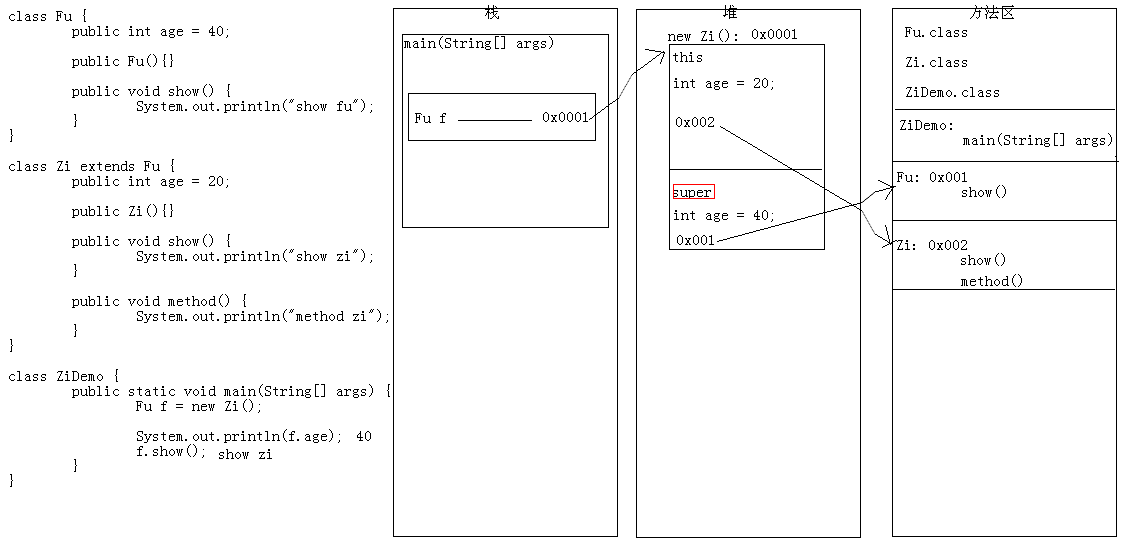 class Fu {
public int age = 40;
public Fu(){}
public void show() {
System.out.println("show fu");
}
}
class Zi extends Fu {
public int age = 20;
public Zi(){}
public void show() {
System.out.println("show zi");
}
public void method() {
System.out.println("method zi");
}
}
class ZiDemo {
public static void main(String[] args) {
Fu f = new Zi();
System.out.println(f.age); 40
f.show(); show zi
}
}
栈
main(String[] args)
Fu f 0x0001
堆
new Zi(): 0x0001
this
int age = 20;
0x002
super
int age = 40;
0x001
方法区
Fu.class
Zi.class
ZiDemo.class
ZiDemo:
main(String[] args)
Fu: 0x001
show()
Zi: 0x002
show()
method()